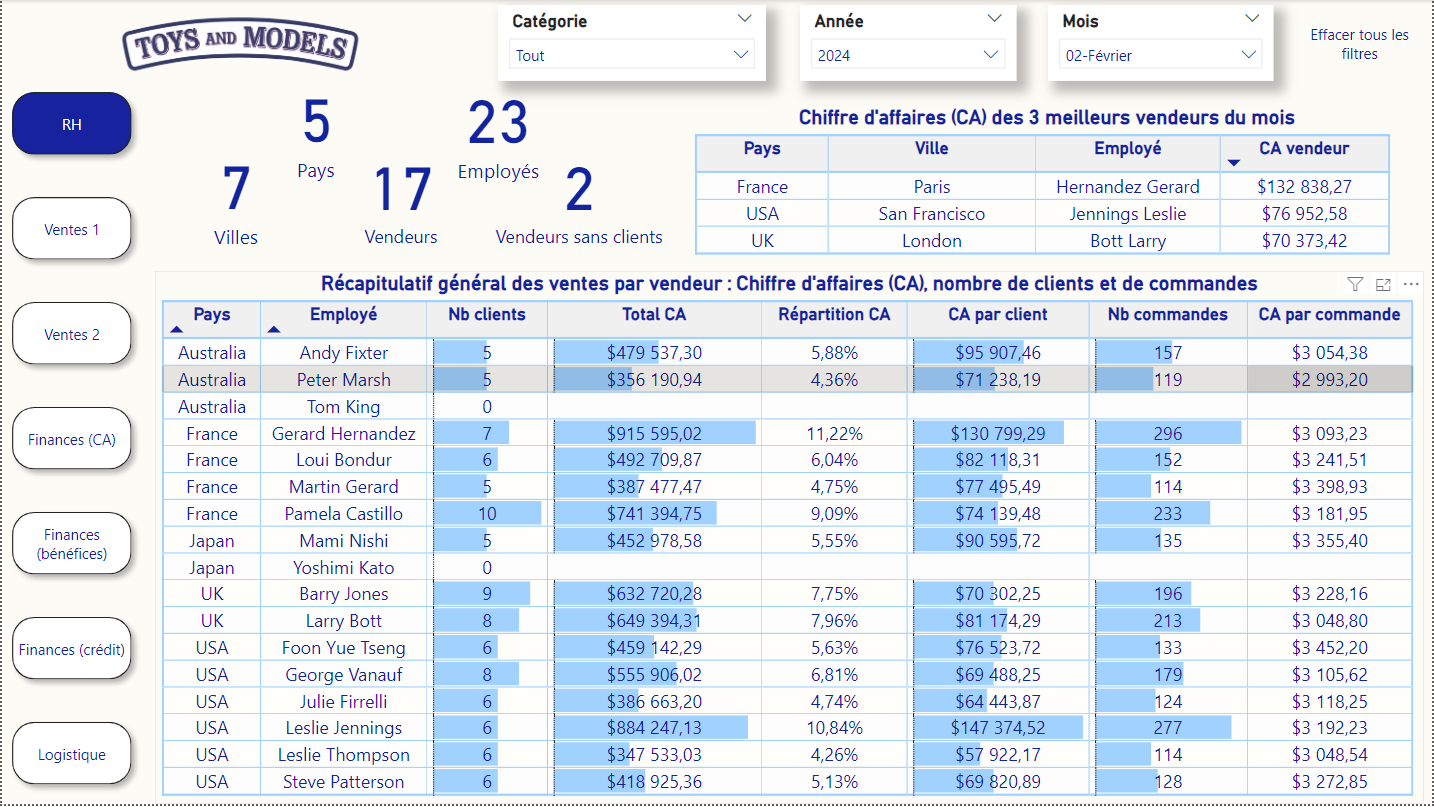 TOYS AND MODELS
Catégorie
Tout
Année
2024
Mois
02-Février
Effacer tous les
filtres
RH
Ventes 1
Ventes 2
Finances (CA)
Finances
(bénéfices)
Finances (crédit)
Logistique
5
Pays
23
Employés
7
Villes
17
Vendeurs
2
Vendeurs sans clients
Chiffre d'affaires (CA) des 3 meilleurs vendeurs du mois
Pays Ville Employé CA vendeur
France Paris Hernandez Gerard $132 838,27
USA San Francisco Jennings Leslie $76 952,58
UK London Bott Larry $70 373,42
Récapitulatif général des ventes par vendeur : Chiffre d'affaires (CA), nombre de clients et de commandes
Pays Employé Nb clients Total CA Répartition CA CA par client Nb commandes CA par commande
Australia Andy Fixter 5 $479 537,30 5,88% $95 907,46 157 $3 054,38
Australia Peter Marsh 5 $356 190,94 4,36% $71 238,19 119 $2 993,20
Australia Tom King 0
France Gerard Hernandez 7 $915 595,02 11,22% $130 799,29 296 $3 093,23
France Loui Bondur 6 $492 709,87 6,04% $82 118,31 152 $3 241,51
France Martin Gerard 5 $387 477,47 4,75% $77 495,49 114 $3 398,93
France Pamela Castillo 10 $741 394,75 9,09% $74 139,48 233 $3 181,95
Japan Mami Nishi 5 $452 978,58 5,55% $90 595,72 135 $3 355,40
Japan Yoshimi Kato 0
UK Barry Jones 9 $632 720,28 7,75% $70 302,25 196 $3 228,16
UK Larry Bott 8 $649 394,31 7,96% $81 174,29 213 $3 048,80
USA Foon Yue Tseng 6 $459 142,29 5,63% $76 523,72 133 $3 452,20
USA George Vanauf 8 $555 906,02 6,81% $69 488,25 179 $3 105,62
USA Julie Firrelli 6 $386 663,20 4,74% $64 443,87 124 $3 118,25
USA Leslie Jennings 6 $884 247,13 10,84% $147 374,52 277 $3 192,23
USA Leslie Thompson 6 $347 533,03 4,26% $57 922,17 114 $3 048,54
USA Steve Patterson 6 $418 925,36 5,13% $69 820,89 128 $3 272,85